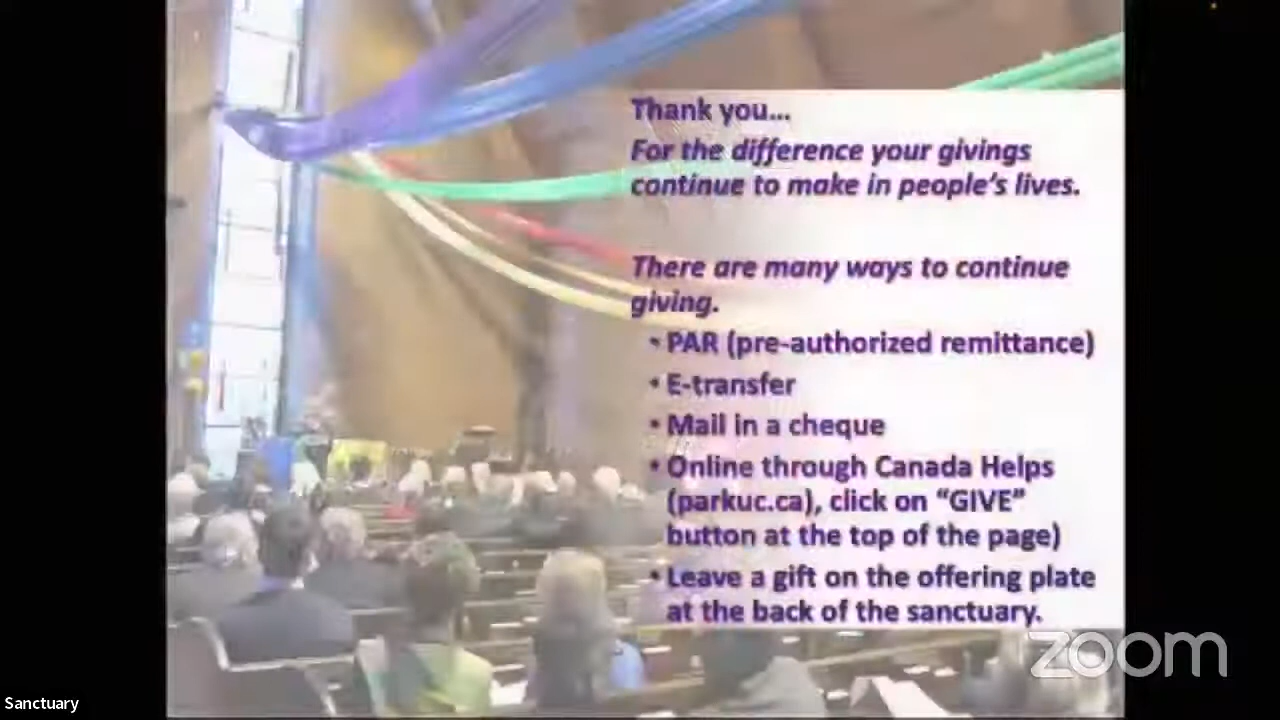 Thank you...
For the difference your givings
continue to make in people's lives.
There are many ways to continue
giving.
• PAR (pre-authorized remittance)
• E-transfer
• Mail in a cheque
• Online through Canada Helps
(parkuc.ca), click on “GIVE”
button at the top of the page)
• Leave a gift on the offering plate
at the back of the sanctuary.
zoom
Sanctuary